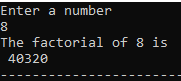 Enter a number
8
The factorial of 8 is
 40320
--------------------------